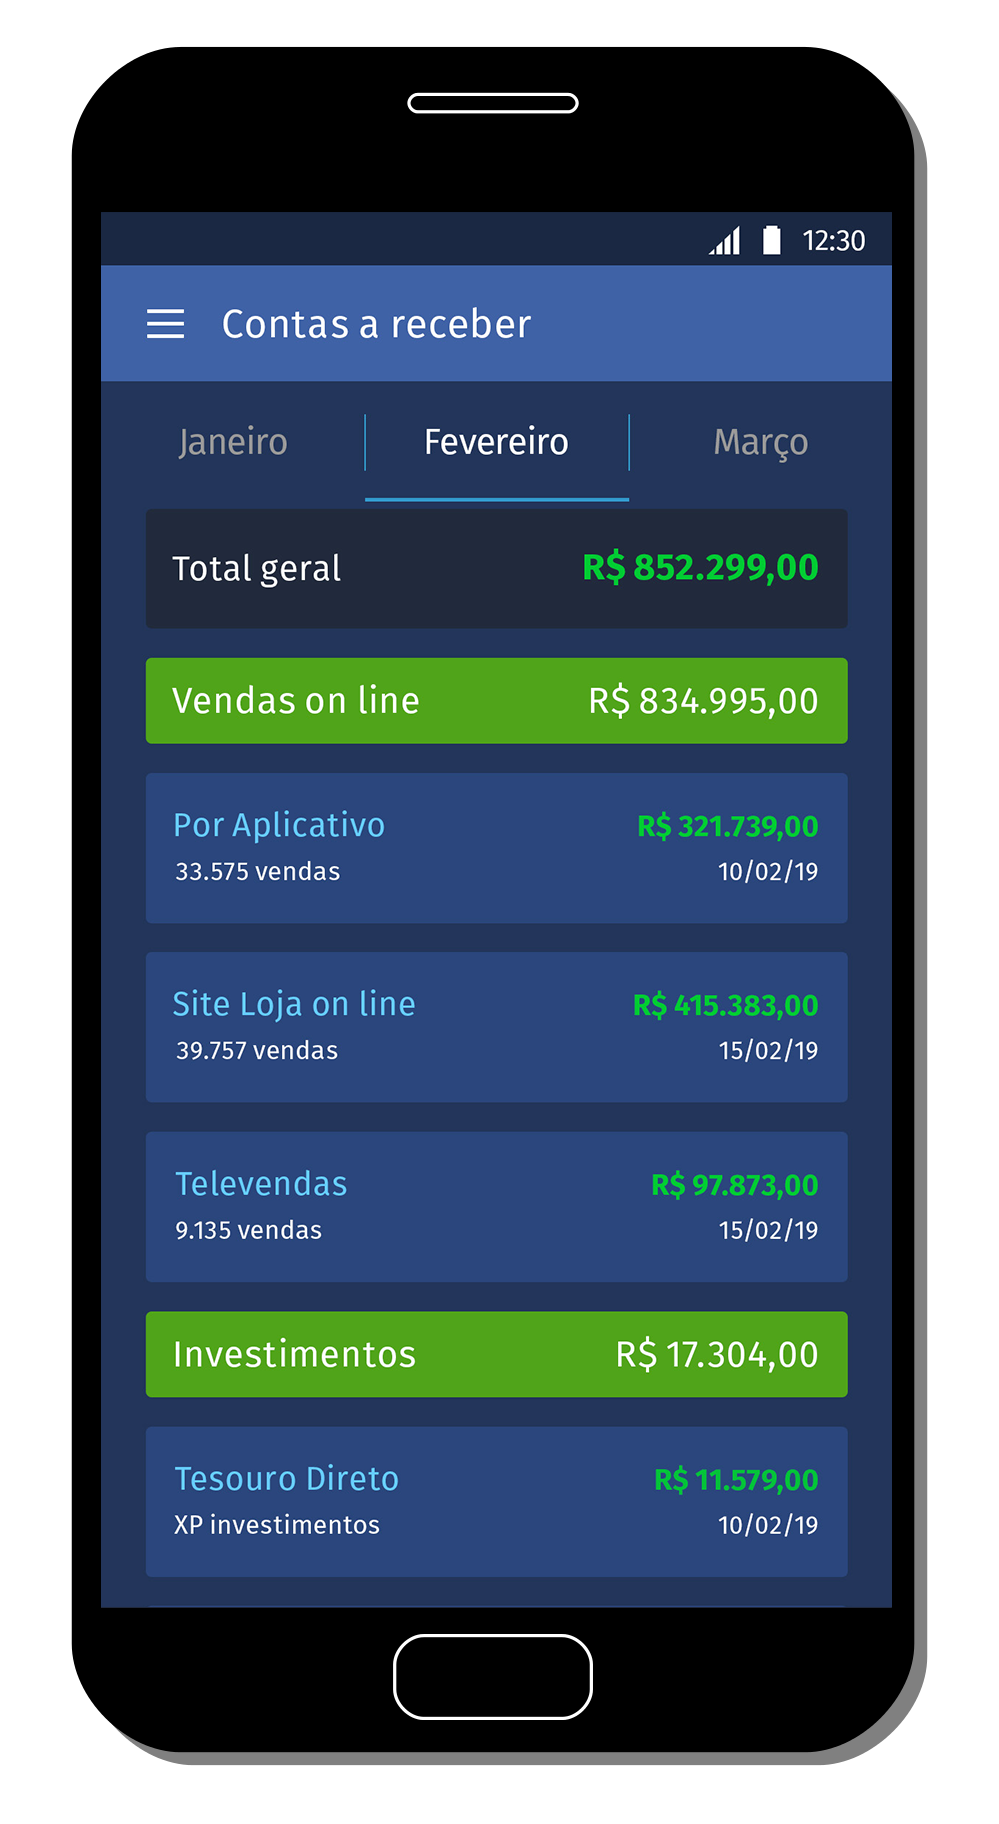 12:30
Contas a receber
Janeiro Fevereiro Março
Total geral R$ 852.299,00
Vendas on line R$ 834.995,00
Por Aplicativo R$ 321.739,00
33.575 vendas 10/02/19
Site Loja on line R$ 415.383,00
39.757 vendas 15/02/19
Televendas R$ 97.873,00
9.135 vendas 15/02/19
Investimentos R$ 17.304,00
Tesouro Direto R$ 11.579,00
XP investimentos 10/02/19